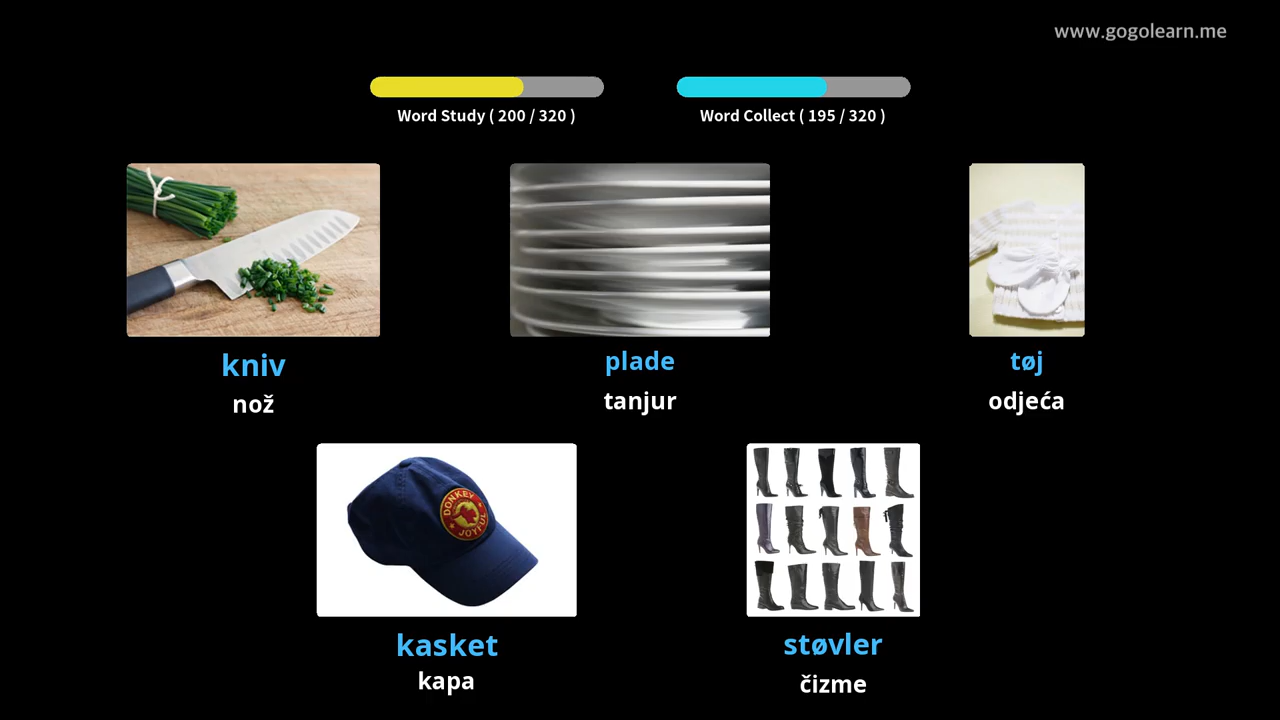 www.gogolearn.me
Word Study ( 200 / 320 )
Word Collect ( 195 / 320 )
kniv
nož
plade
tanjur
tøj
odjeća
DONKEY
JOYFUL
kasket
kapa
støvler
čizme